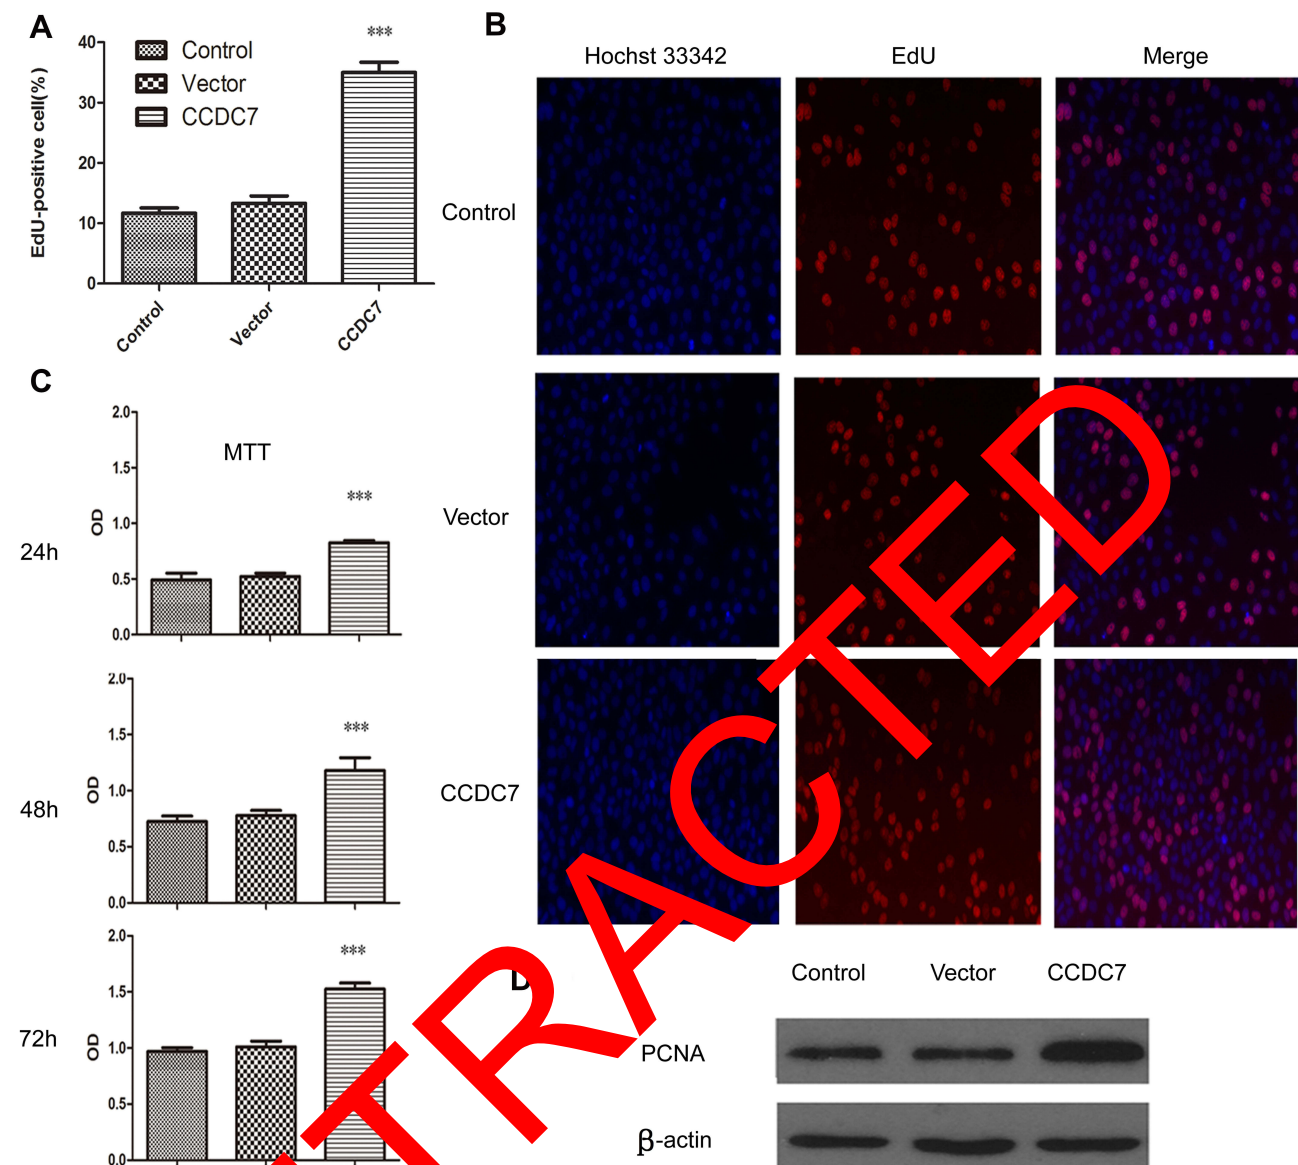 A
EdU-positive cell(%)
40
30
20
10
0
Control
Vector
CCDC7
***
Control
Vector
CCDC7
B
Hochst 33342
EdU
Merge
Control
Vector
CCDC7
C
MTT
24h
OD
2.0
1.5
1.0
0.5
0.0
***
48h
OD
2.0
1.5
1.0
0.5
0.0
***
72h
OD
2.0
1.5
1.0
0.5
0.0
***
D
Control
Vector
CCDC7
PCNA
β-actin
TRACTED